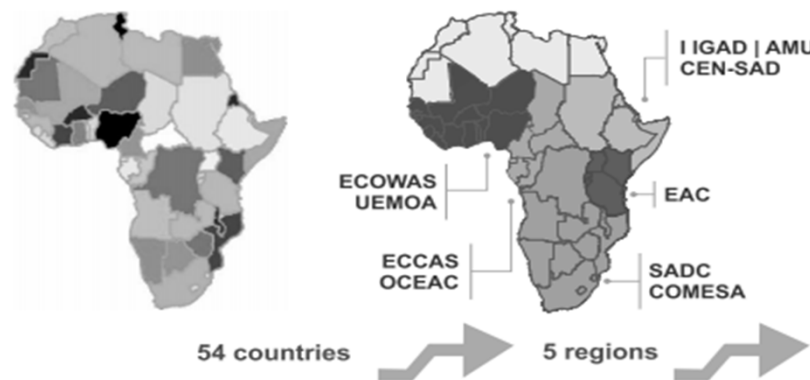 I IGAD | AMU
CEN-SAD
ECOWAS
UEMOA
EAC
ECCAS
OCEAC
SADC
COMESA
54 countries
5 regions